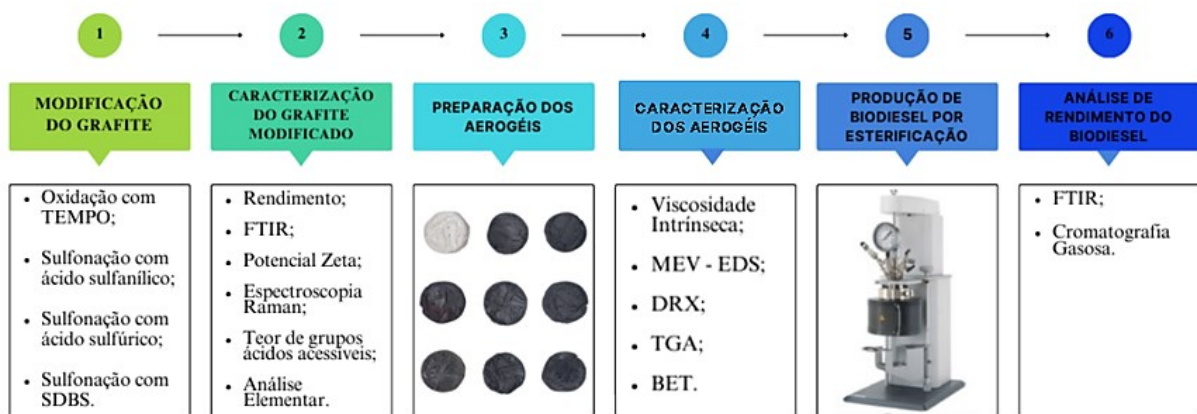 1
2
3
4
5
6
MODIFICAÇÃO
DO GRAFITE
CARACTERIZAÇÃO
DO GRAFITE
MODIFICADO
PREPARAÇÃO DOS
AEROGÉIS
CARACTERIZAÇÃO
DOS AEROGÉIS
PRODUÇÃO DE
BIODIESEL POR
ESTERIFICAÇÃO
ANÁLISE DE
RENDIMENTO DO
BIODIESEL
• Oxidação com
TEMPO;
• Sulfonação com
ácido sulfanílico;
• Sulfonação com
ácido sulfúrico;
• Sulfonação com
SDBS.
• Rendimento;
• FTIR;
• Potencial Zeta;
• Espectroscopia
Raman;
• Teor de grupos
ácidos acessíveis;
• Análise
Elementar.
• Viscosidade
Intrínseca;
• MEV - EDS;
• DRX;
• TGA;
• BET.
• FTIR;
• Cromatografia
Gasosa.